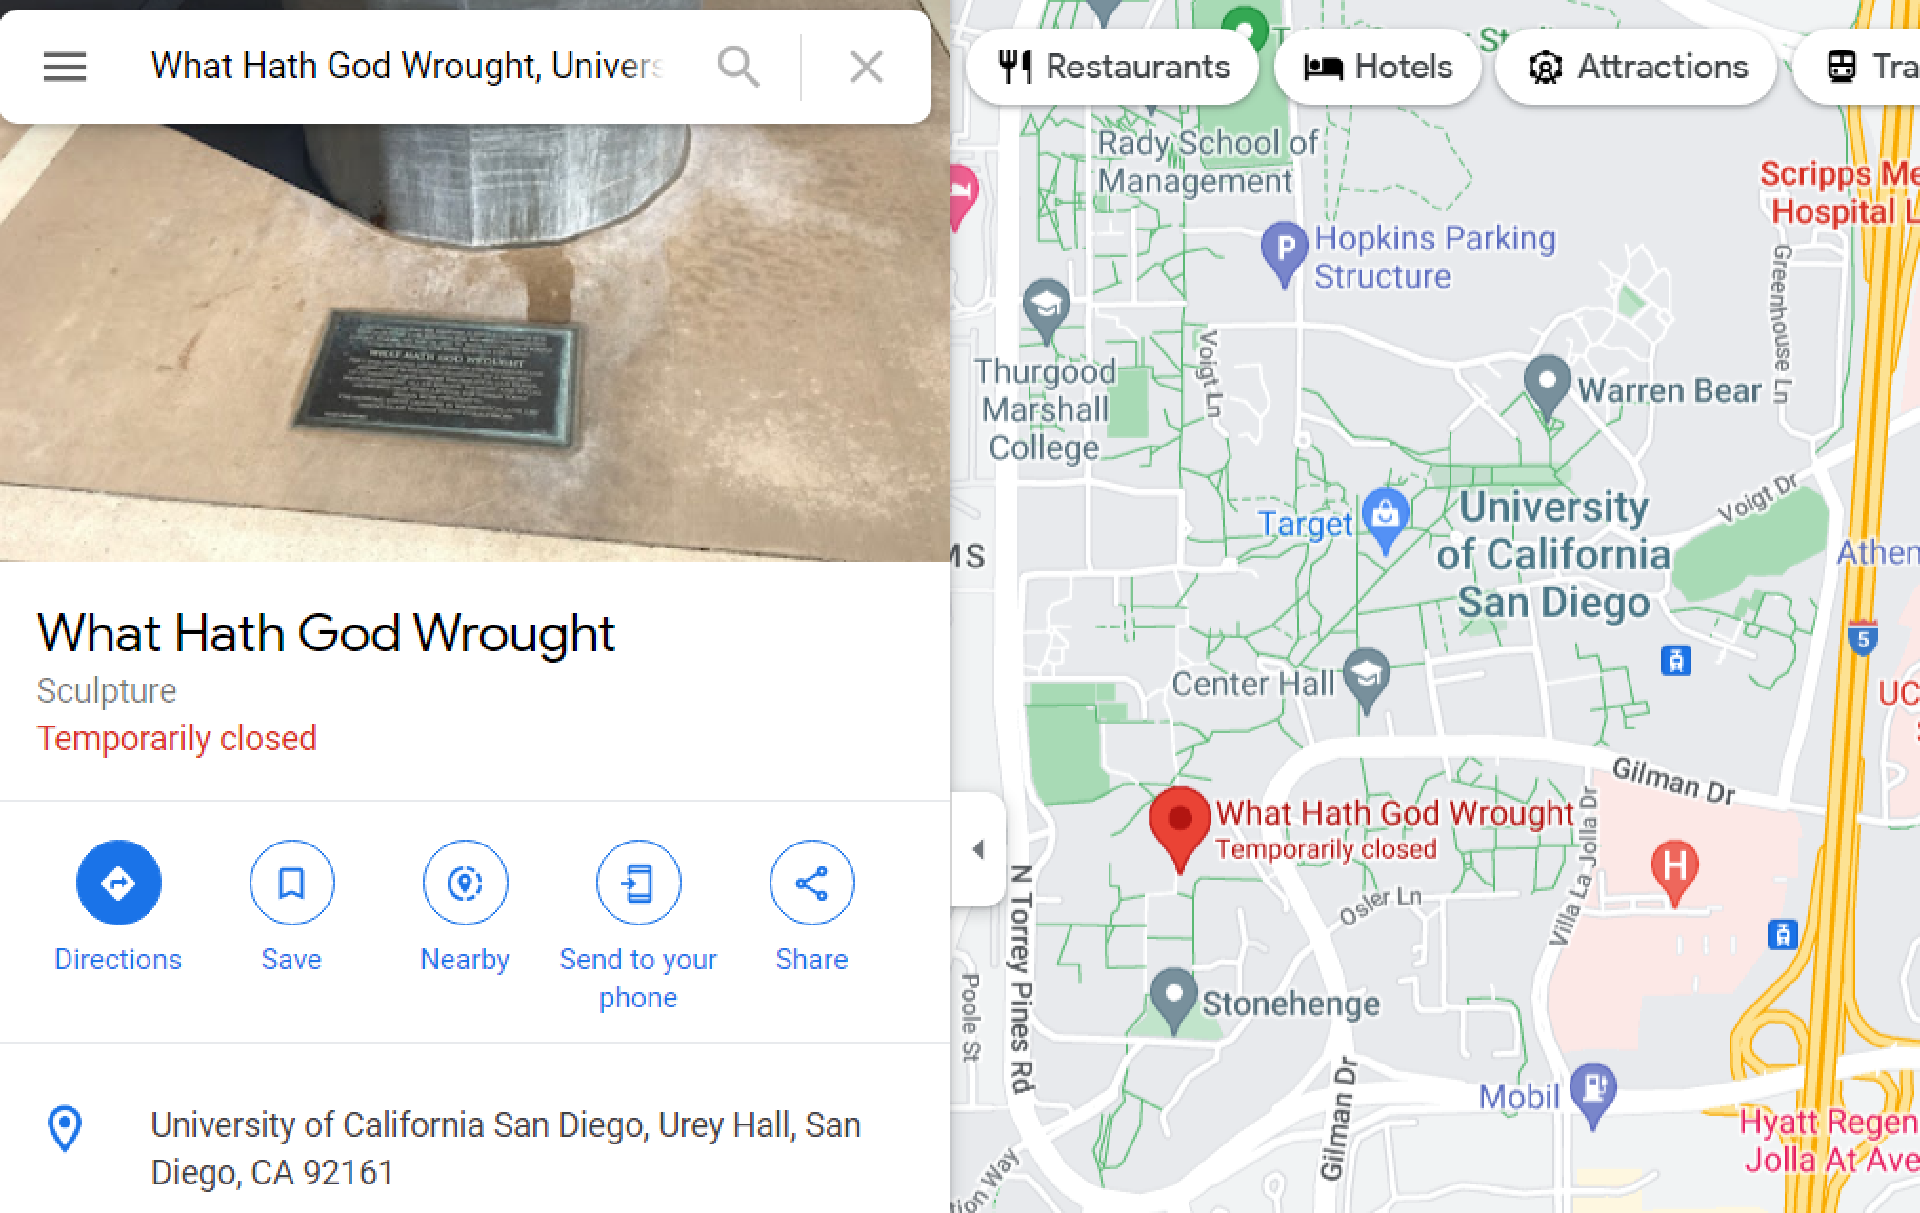 What Hath God Wrought, Univers
WHAT HATH GOD WROUGHT
What Hath God Wrought
Sculpture
Temporarily closed
Directions
Save
Nearby
Send to your
phone
Share
University of California San Diego, Urey Hall, San
Diego, CA 92161
Restaurants
Hotels
Attractions
Tra
Rady School of
Management
Scripps Me
Hospital L
P
Hopkins Parking
Structure
Greenhouse Ln
Thurgood
Marshall
College
Voigt Ln
Warren Bear
Voigt Dr
Target
University
of California
San Diego
MS
Athen
5
Center Hall
UC
Gilman Dr
What Hath God Wrought
Temporarily closed
H
Villa La Jolla Dr
Osler Ln
N Torrey Pines Rd
Poole St
Stonehenge
Mobil
Gilman Dr
Hyatt Regen
Jolla At Ave
tion Way